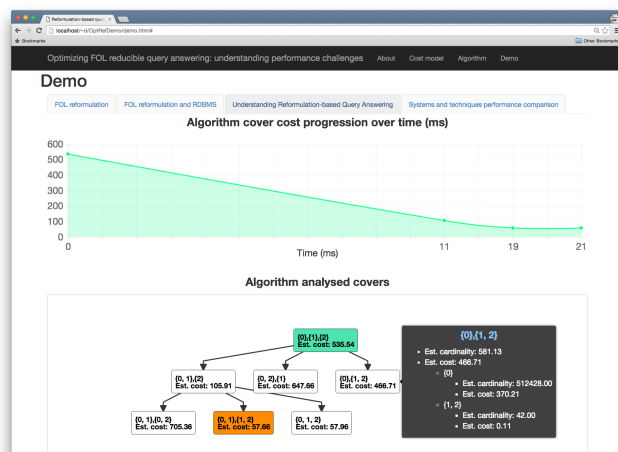 Reformulation-based query
localhost/~d/OptRefDemo/demo.html#
Bookmarks
Other Bookmarks
Optimizing FOL reducible query answering: understanding performance challenges About Cost model Algorithm Demo
Demo
FOL reformulation FOL reformulation and RDBMS Understanding Reformulation-based Query Answering Systems and techniques performance comparison
Algorithm cover cost progression over time (ms)
600
500
400
300
200
100
0
0 11 19 21
Time (ms)
Algorithm analysed covers
{0},{1},{2}
Est. cost: 535.54
{0, 1},{2}
Est. cost: 105.91
{0, 2},{1}
Est. cost: 647.66
{0},{1, 2}
Est. cost: 466.71
{0, 1},{0, 2}
Est. cost: 705.36
{0, 1},{1, 2}
Est. cost: 57.66
{0, 1, 2}
Est. cost: 57.96
{0},{1, 2}
Est. cardinality: 581.13
Est. cost: 466.71
{0}
Est. cardinality: 512428.00
Est. cost: 370.21
{1, 2}
Est. cardinality: 42.00
Est. cost: 0.11